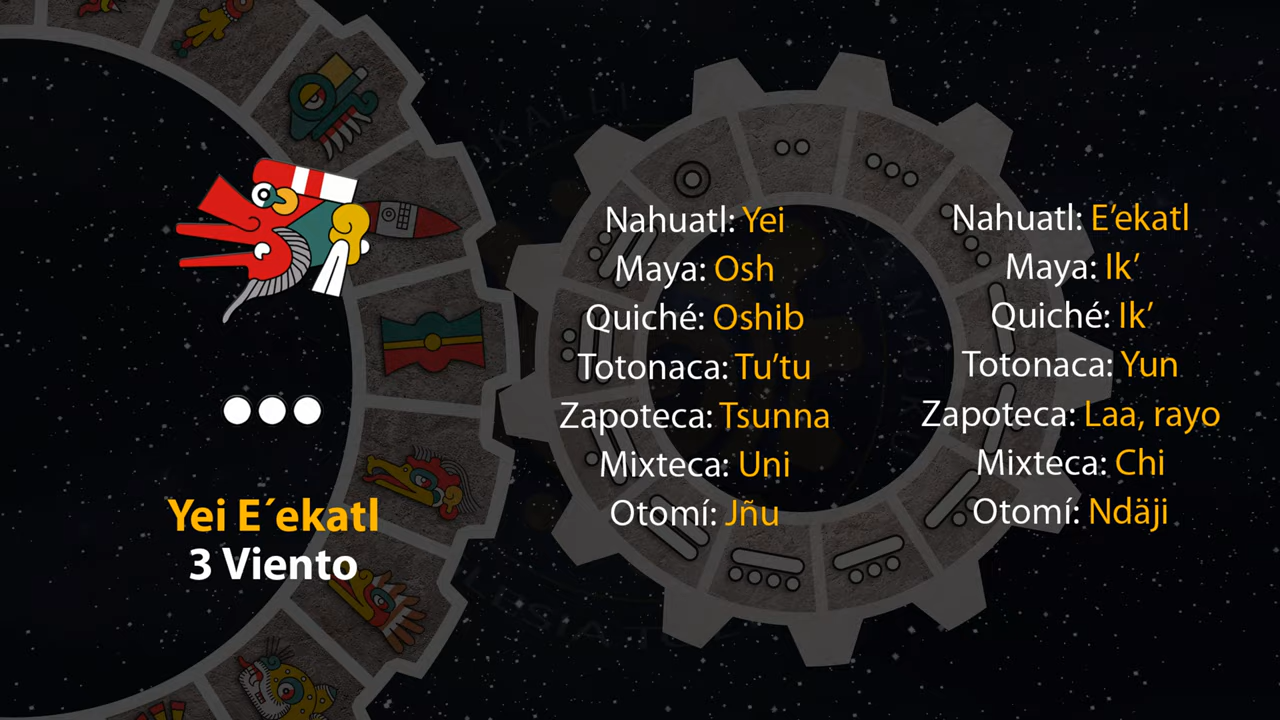 Nahuatl: Yei
Maya: Osh
Quiché: Oshib
Totonaca: Tu’tu
Zapoteca: Tsunna
Mixteca: Uni
Otomí: Jñu
Nahuatl: E’ekatl
Maya: Ik’
Quiché: Ik’
Totonaca: Yun
Zapoteca: Laa, rayo
Mixteca: Chi
Otomí: Ndäji
Yei E´ekatl
3 Viento